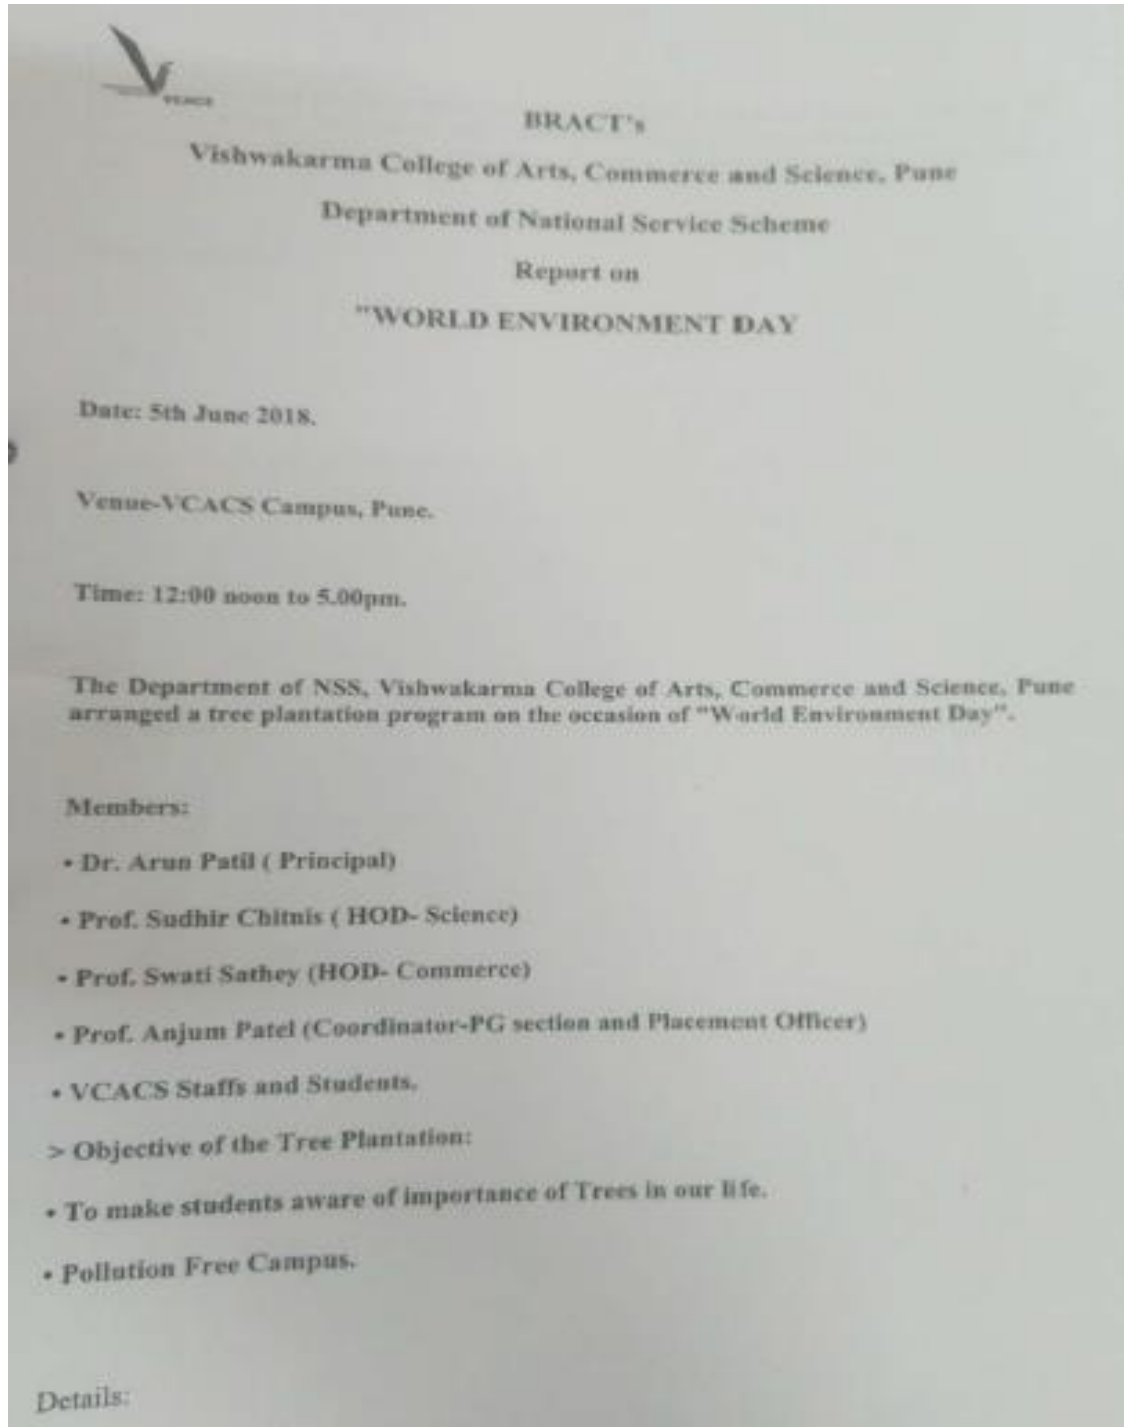 BRACT's
Vishwakarma College of Arts, Commerce and Science, Pune
Department of National Service Scheme
Report on
"WORLD ENVIRONMENT DAY
Date: 5th June 2018.
Venue-VCACS Campus, Pune.
Time: 12:00 noon to 5.00pm.
The Department of NSS, Vishwakarma College of Arts, Commerce and Science, Pune
arranged a tree plantation program on the occasion of "World Environment Day".
Members:
• Dr. Arun Patil ( Principal)
• Prof. Sudhir Chitnis ( HOD- Science)
• Prof. Swati Sathey (HOD- Commerce)
• Prof. Anjum Patel (Coordinator-PG section and Placement Officer)
• VCACS Staffs and Students.
> Objective of the Tree Plantation:
• To make students aware of importance of Trees in our life.
• Pollution Free Campus.
Details: